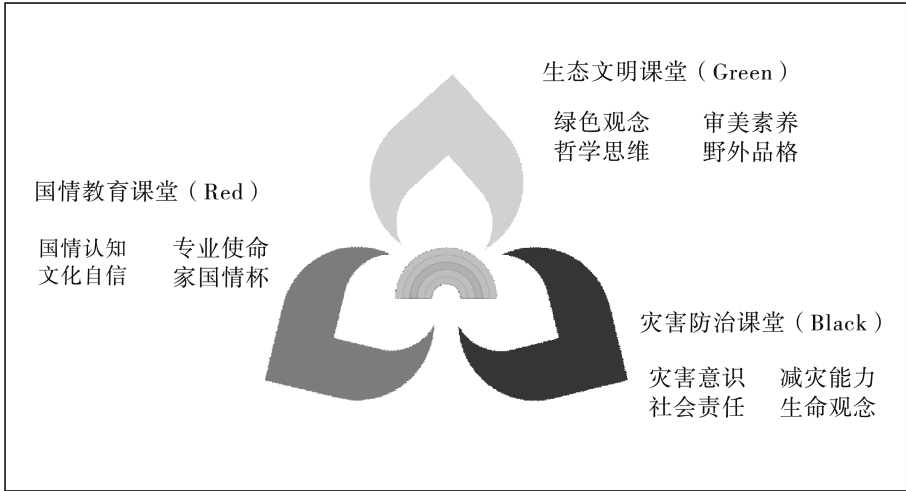 生态文明课堂（Green）
绿色观念 审美素养
哲学思维 野外品格
国情教育课堂（Red）
国情认知 专业使命
文化自信 家国情杯
灾害防治课堂（Black）
灾害意识 减灾能力
社会责任 生命观念